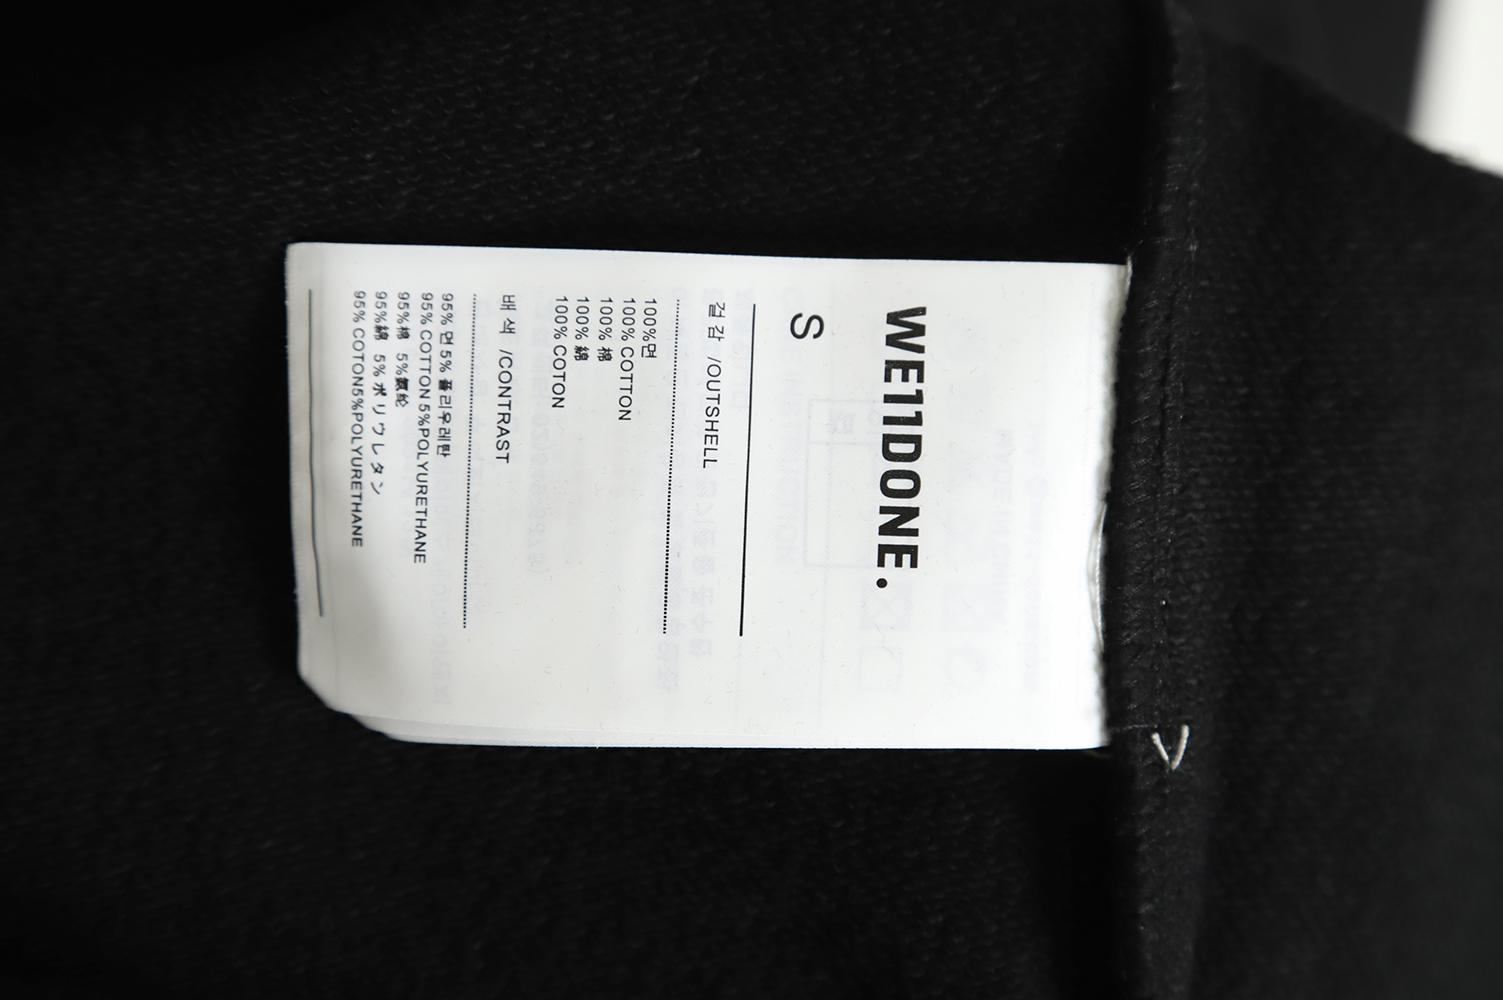 WE11DONE.
S
겉감 /OUTSHELL
100%면
100% COTTON
100% 棉
100% 綿
100% COTON
배색 /CONTRAST
95% 면 5% 폴리우레탄
95% COTTON 5%POLYURETHANE
95%棉 5%氨纶
95%綿 5% ポリウレタン
95% COTON5%POLYURETHANE